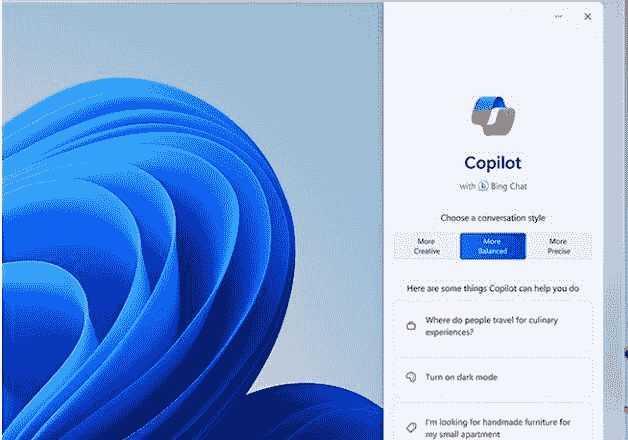 Copilot
with Bing Chat
Choose a conversation style
More
Creative
More
Balanced
More
Precise
Here are some things Copilot can help you do
Where do people travel for culinary
experiences?
Turn on dark mode
I'm looking for handmade furniture for
my small apartment